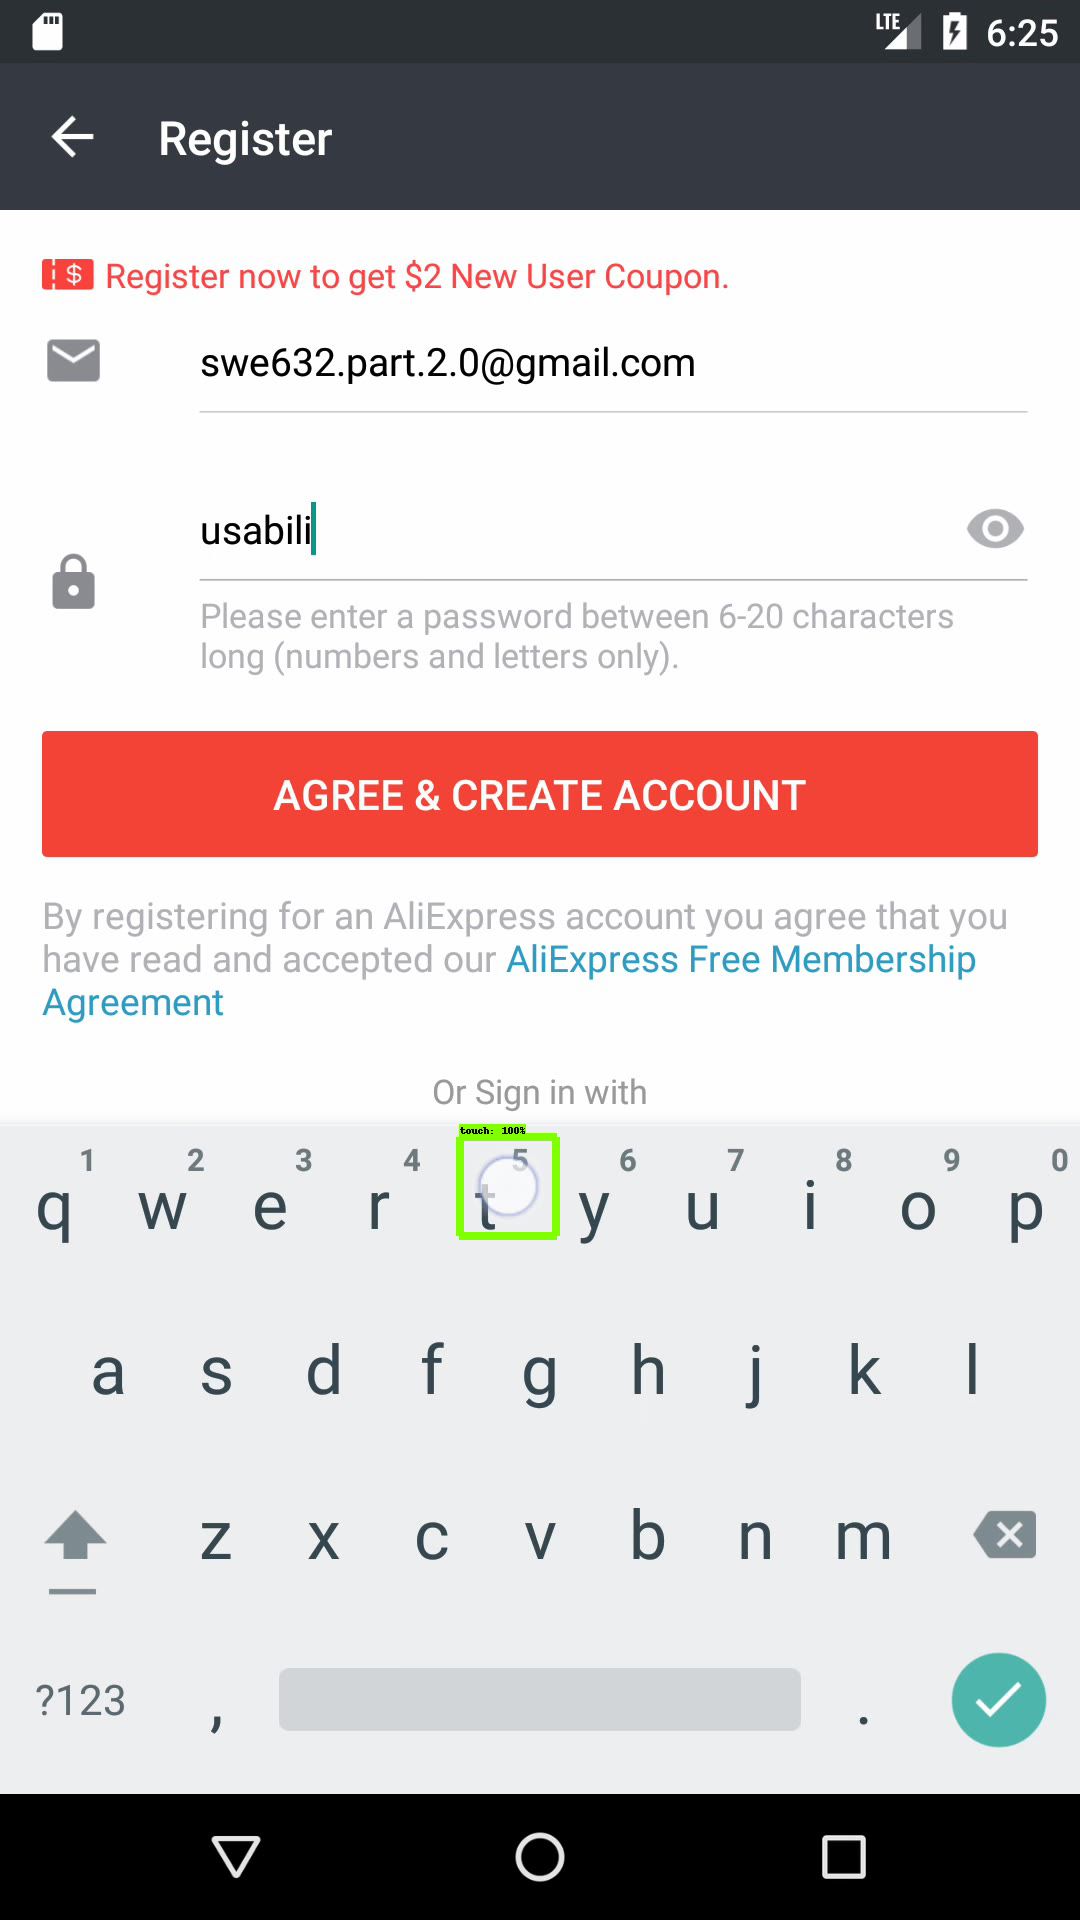 LTE 6:25
Register
$ Register now to get $2 New User Coupon.
swe632.part.2.0@gmail.com
usabili
Please enter a password between 6-20 characters
long (numbers and letters only).
AGREE & CREATE ACCOUNT
By registering for an AliExpress account you agree that you
have read and accepted our AliExpress Free Membership
Agreement
Or Sign in with
touch: 100%
1 2 3 4 5 6 7 8 9 0
q w e r t y u i o p
a s d f g h j k l
z x c v b n m
?123 , .